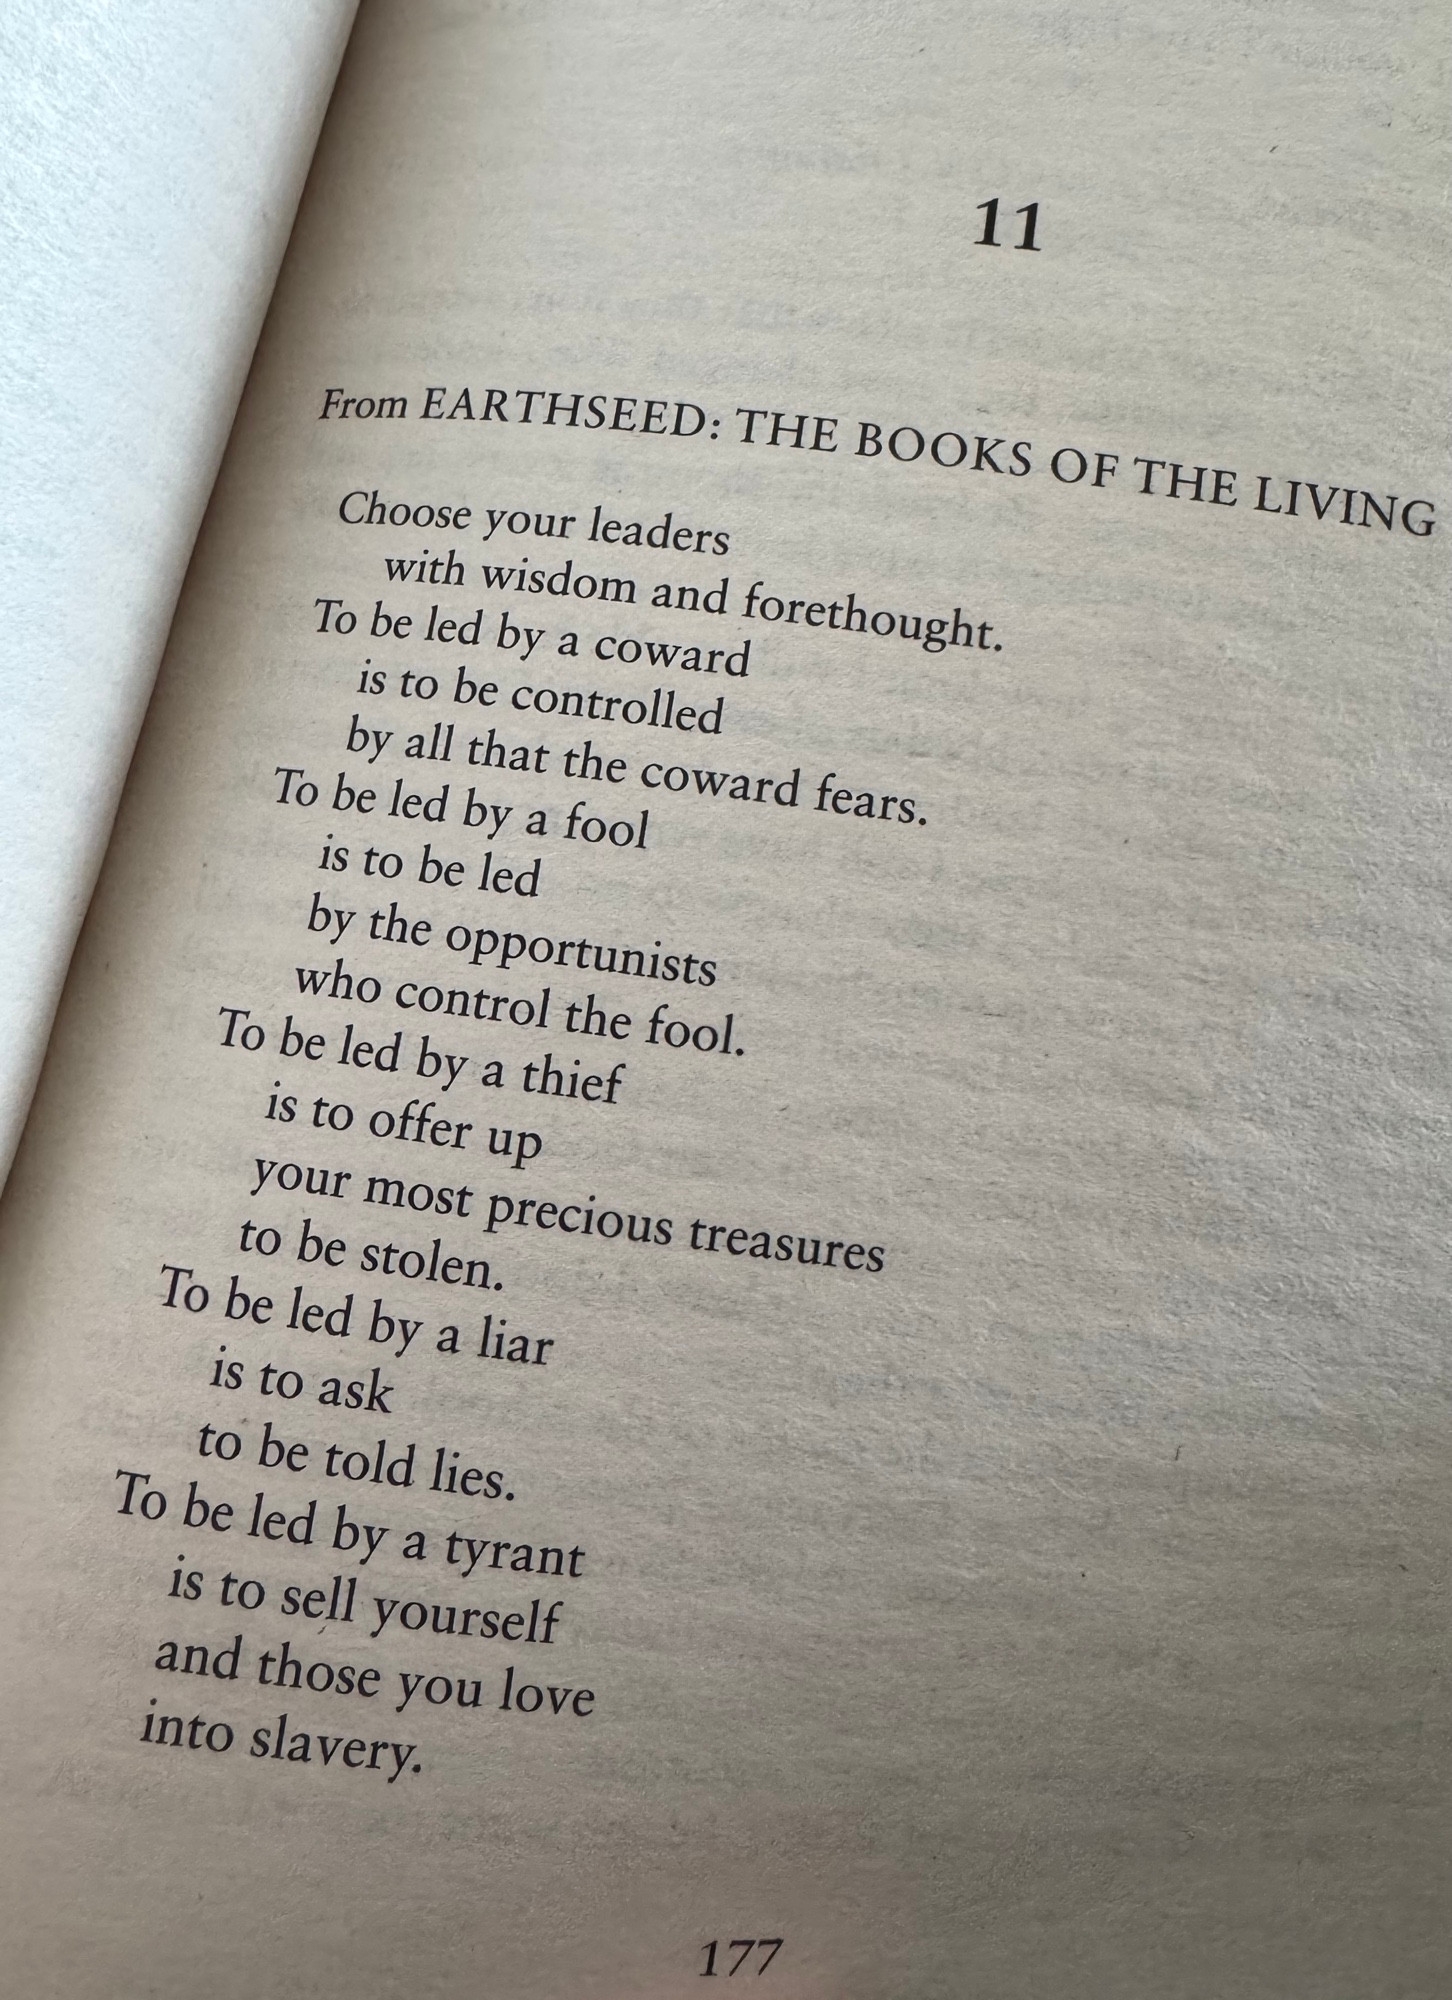 11
From EARTHSEED: THE BOOKS OF THE LIVING
Choose your leaders
with wisdom and forethought.
To be led by a coward
is to be controlled
by all that the coward fears.
To be led by a fool
is to be led
by the opportunists
who control the fool.
To be led by a thief
is to offer up
your most precious treasures
to be stolen.
To be led by a liar
is to ask
to be told lies.
To be led by a tyrant
is to sell yourself
and those you love
into slavery.
177